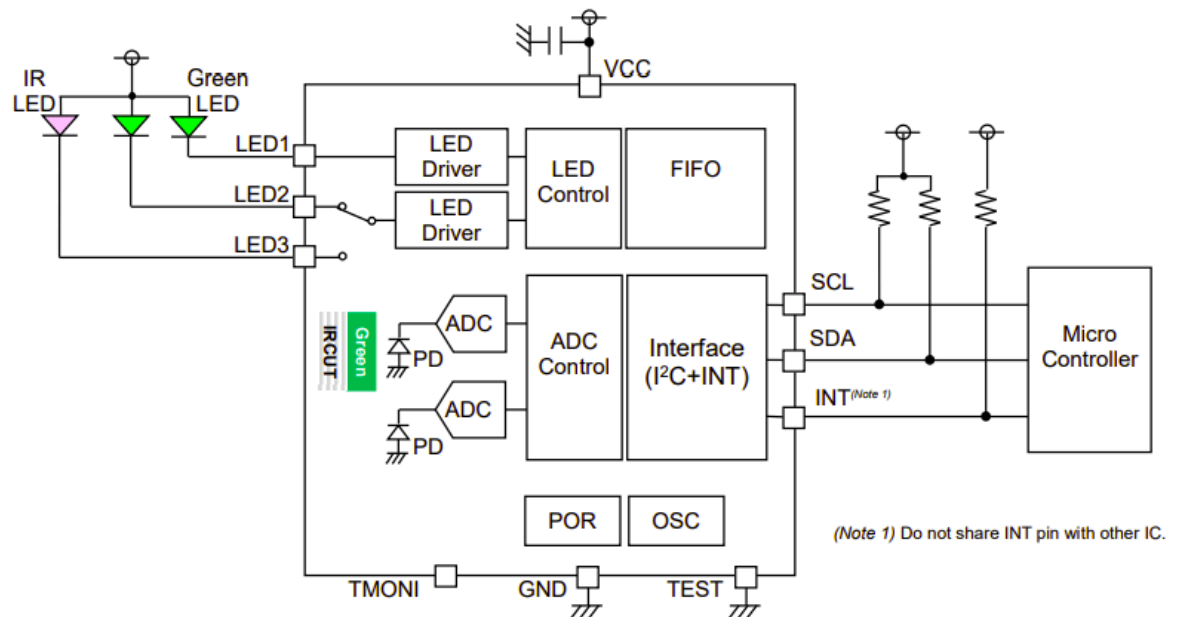 VCC
IR
LED
Green
LED
LED1
LED2
LED3
LED
Driver
LED
Driver
LED
Control
FIFO
IRCUT
Green
ADC
PD
ADC
PD
ADC
Control
Interface
(I²C+INT)
SCL
SDA
INT(Note 1)
Micro
Controller
POR
OSC
(Note 1) Do not share INT pin with other IC.
TMONI
GND
TEST